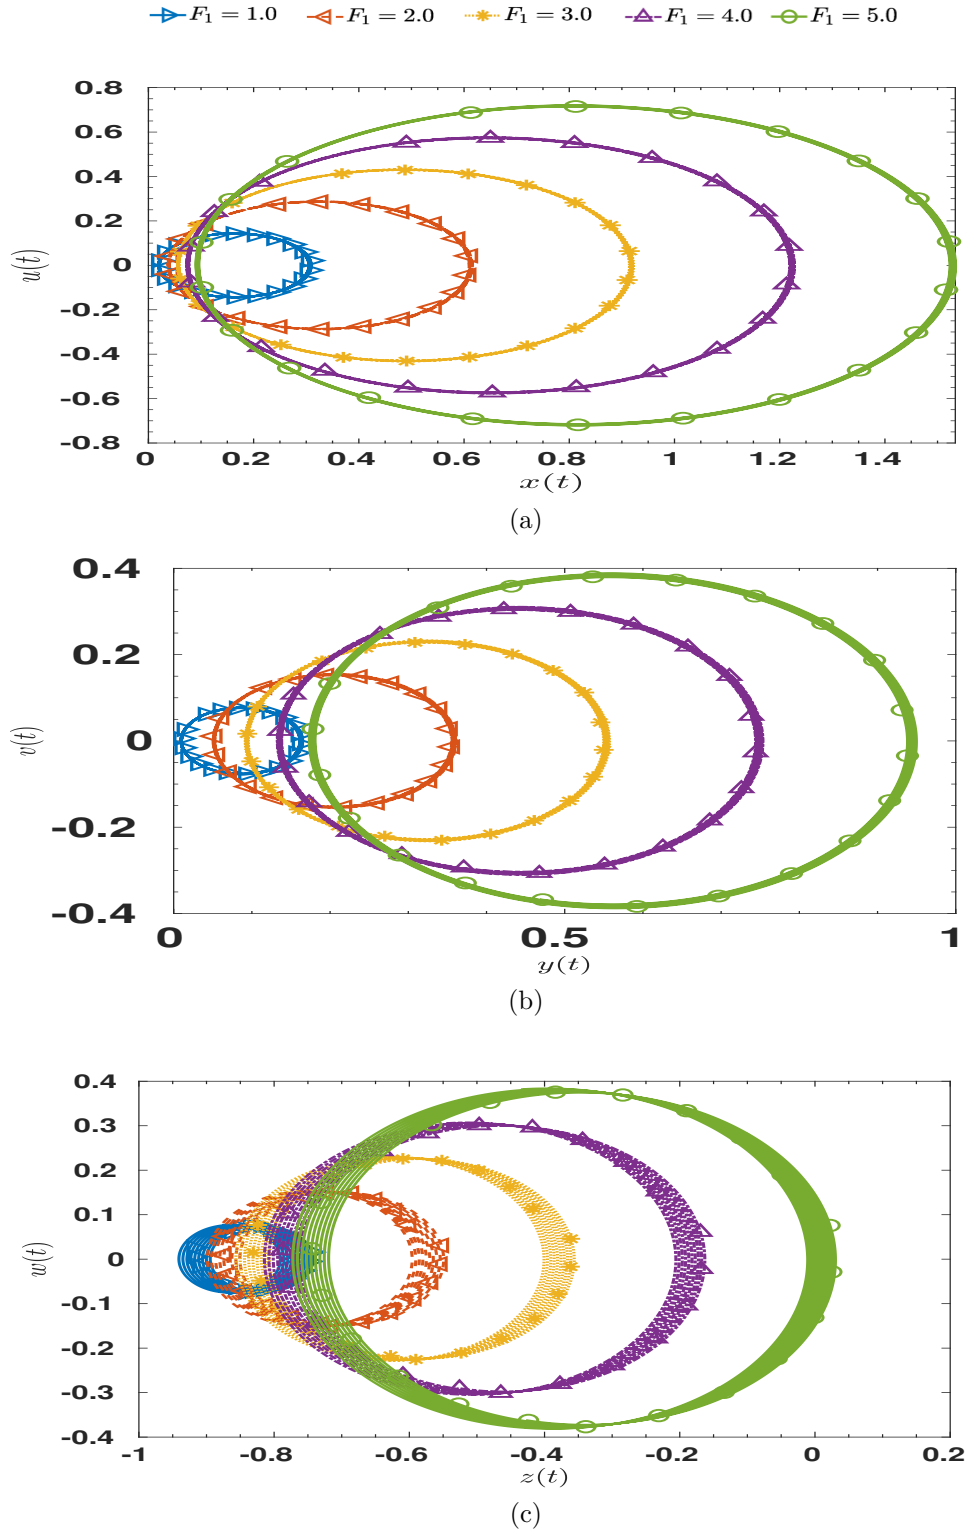 F₁ = 1.0 F₁ = 2.0 F₁ = 3.0 F₁ = 4.0 F₁ = 5.0
0.8
0.6
0.4
0.2
0
-0.2
-0.4
-0.6
-0.8
u(t)
0 0.2 0.4 0.6 0.8 1 1.2 1.4
x(t)
(a)
0.4
0.2
0
-0.2
-0.4
v(t)
0 0.5 1
y(t)
(b)
0.4
0.3
0.2
0.1
0
-0.1
-0.2
-0.3
-0.4
w(t)
-1 -0.8 -0.6 -0.4 -0.2 0 0.2
z(t)
(c)